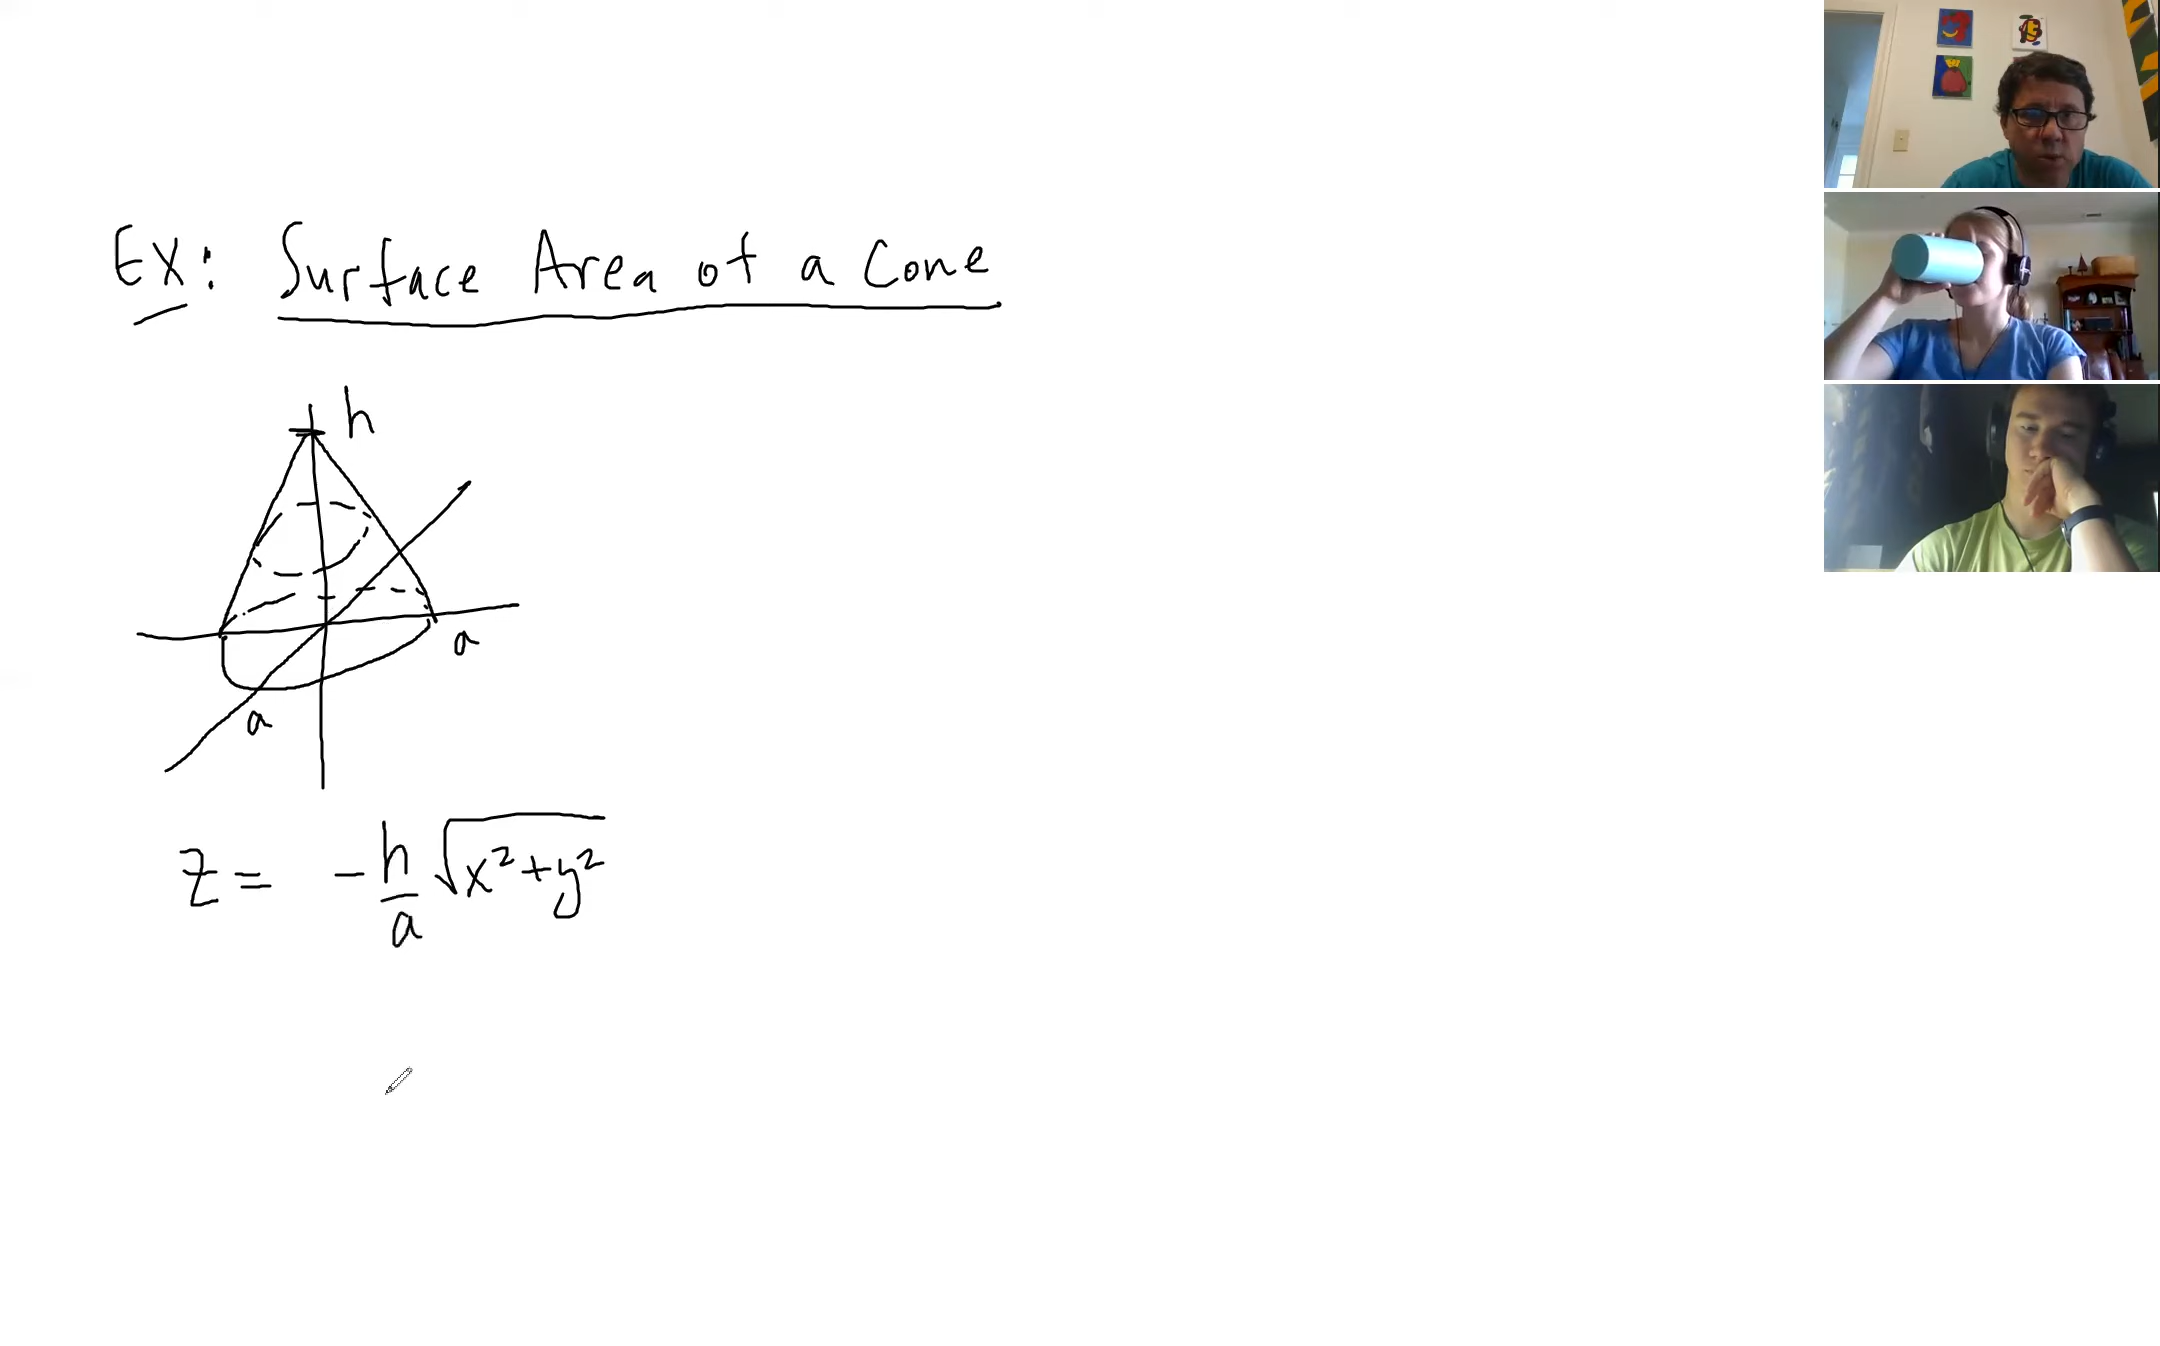 Ex: Surface Area of a Cone
h
a
a
z = - h/a √x²+y²